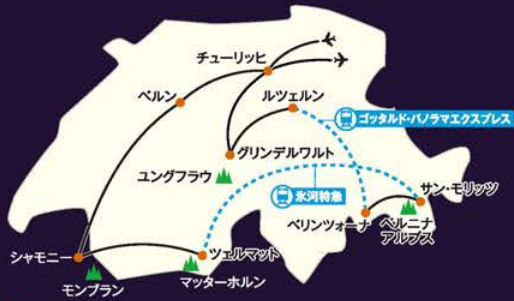 チューリッヒ
ベルン
ルツェルン
ゴッタルド・パノラマエクスプレス
グリンデルワルト
ユングフラウ
氷河特急
サン・モリッツ
ベリンツォーナ
ベルニナ
アルプス
シャモニー
ツェルマット
モンブラン
マッターホルン